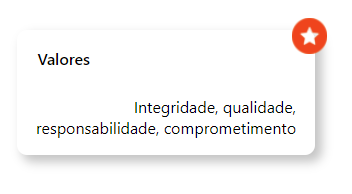 Valores
Integridade, qualidade,
responsabilidade, comprometimento